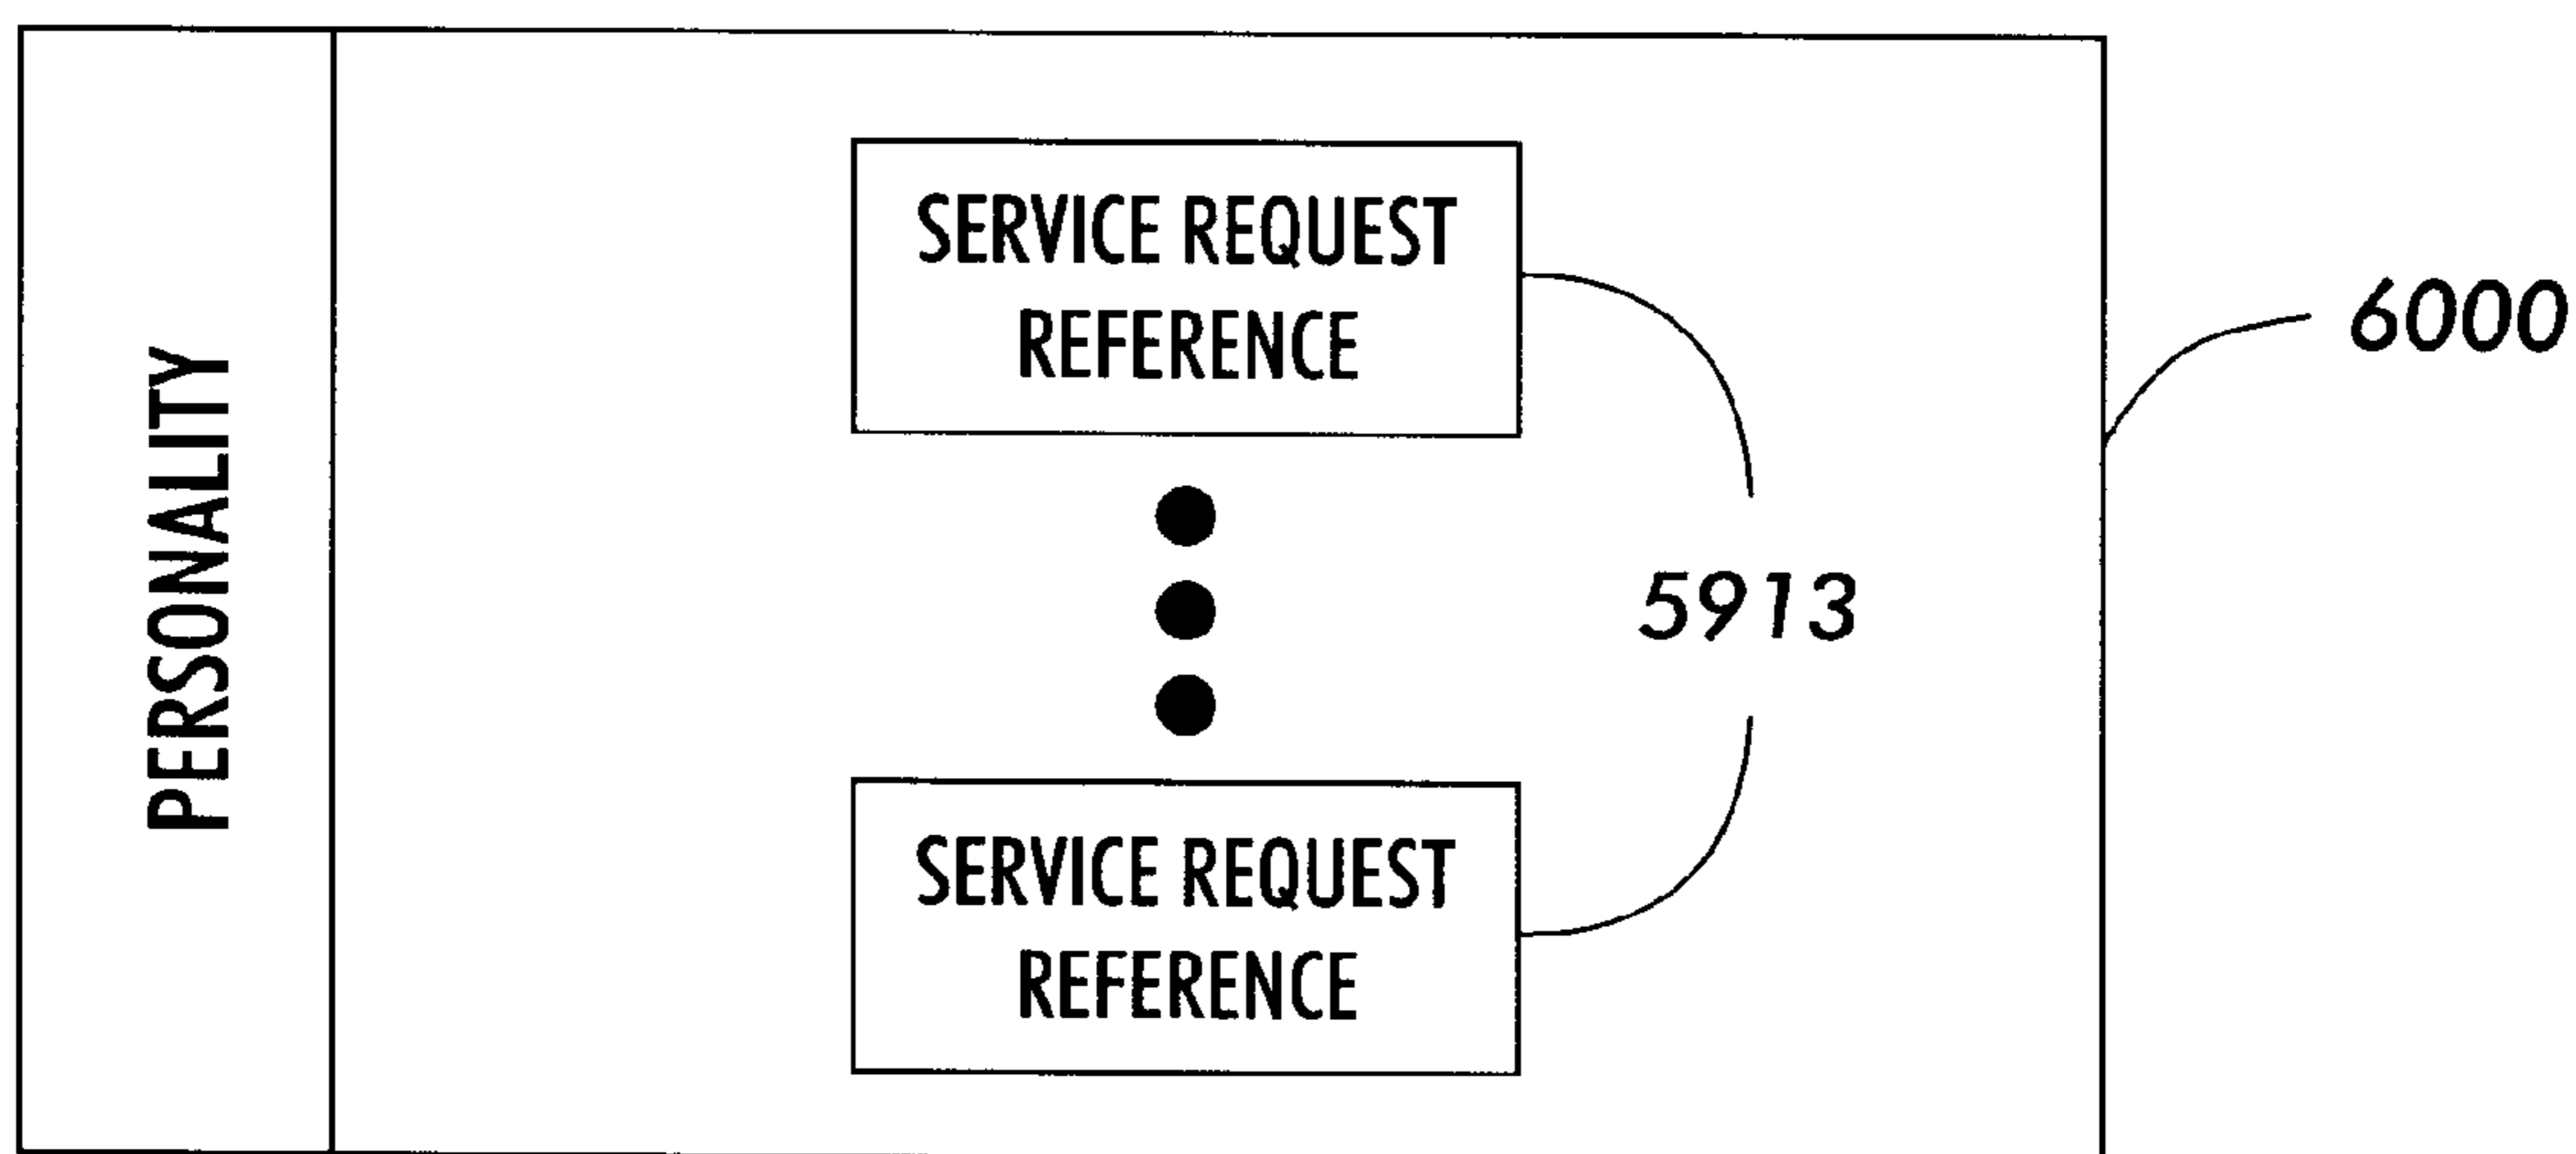 PERSONALITY
SERVICE REQUEST
REFERENCE
6000
5913
SERVICE REQUEST
REFERENCE